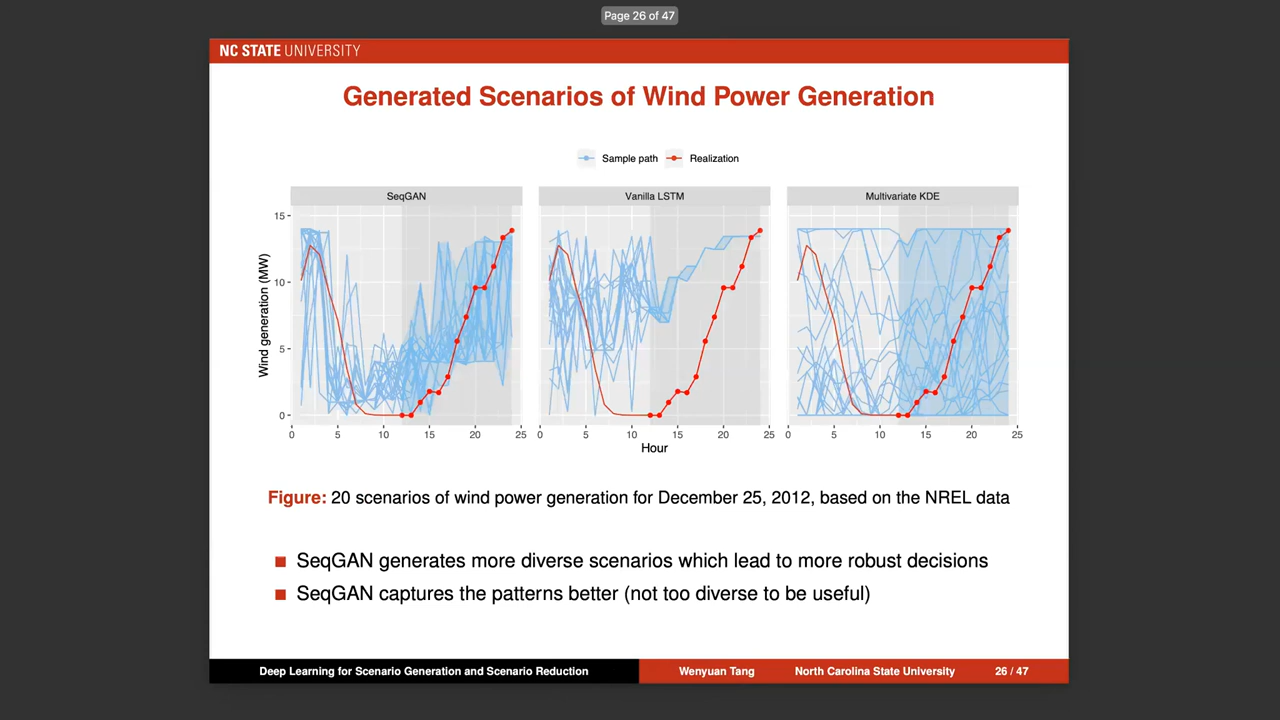 Page 26 of 47
NC STATE UNIVERSITY
Generated Scenarios of Wind Power Generation
Sample path Realization
SeqGAN Vanilla LSTM Multivariate KDE
Wind generation (MW)
15
10
5
0
0 5 10 15 20 25 0 5 10 15 20 25 0 5 10 15 20 25
Hour
Figure: 20 scenarios of wind power generation for December 25, 2012, based on the NREL data
SeqGAN generates more diverse scenarios which lead to more robust decisions
SeqGAN captures the patterns better (not too diverse to be useful)
Deep Learning for Scenario Generation and Scenario Reduction Wenyuan Tang North Carolina State University 26 / 47